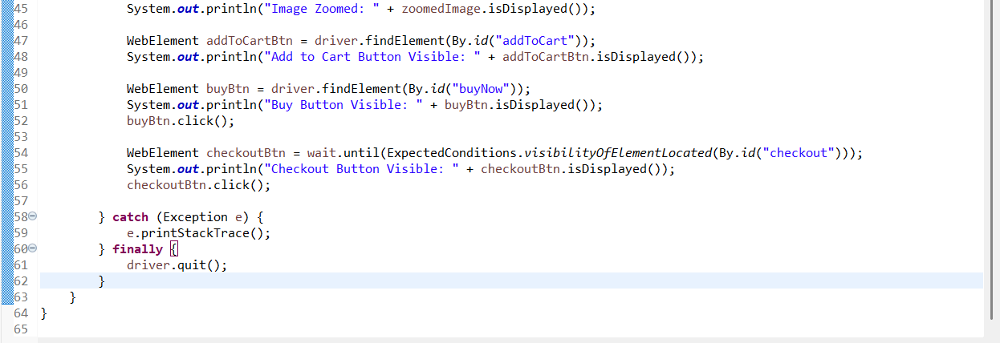 45            System.out.println("Image Zoomed: " + zoomedImage.isDisplayed());
46
47            WebElement addToCartBtn = driver.findElement(By.id("addToCart"));
48            System.out.println("Add to Cart Button Visible: " + addToCartBtn.isDisplayed());
49
50            WebElement buyBtn = driver.findElement(By.id("buyNow"));
51            System.out.println("Buy Button Visible: " + buyBtn.isDisplayed());
52            buyBtn.click();
53
54            WebElement checkoutBtn = wait.until(ExpectedConditions.visibilityOfElementLocated(By.id("checkout")));
55            System.out.println("Checkout Button Visible: " + checkoutBtn.isDisplayed());
56            checkoutBtn.click();
57
58        } catch (Exception e) {
59            e.printStackTrace();
60        } finally {
61            driver.quit();
62        }
63    }
64 }
65